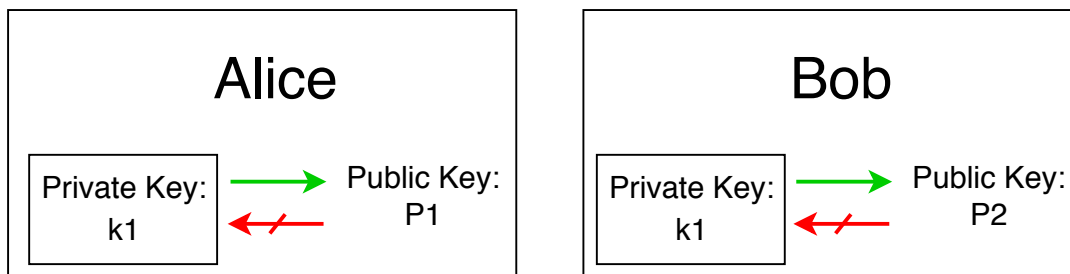 Alice
Private Key:
k1
Public Key:
P1
Bob
Private Key:
k1
Public Key:
P2